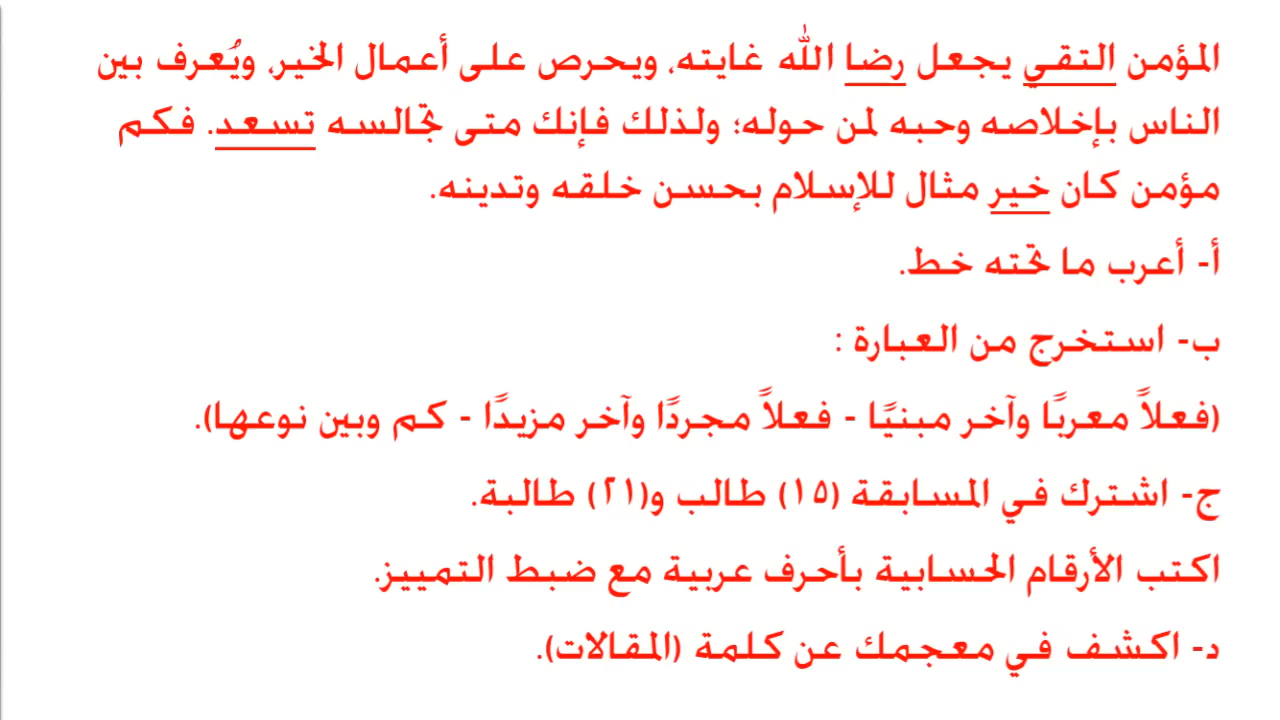 المؤمن التقي يجعل رضا الله غايته، ويحرص على أعمال الخير، ويُعرف بين
الناس بإخلاصه وحبه لمن حوله؛ ولذلك فإنك متى تجالسه تسعد. فكم
مؤمن كان خير مثال للإسلام بحسن خلقه وتدينه.
أ- أعرب ما تحته خط.
ب- استخرج من العبارة :
(فعلاً معربًا وآخر مبنيًا - فعلاً مجردًا وآخر مزيدًا - كم وبين نوعها).
ج- اشترك في المسابقة (١٥) طالب و(٢١) طالبة.
اكتب الأرقام الحسابية بأحرف عربية مع ضبط التمييز.
د- اكشف في معجمك عن كلمة (المقالات).